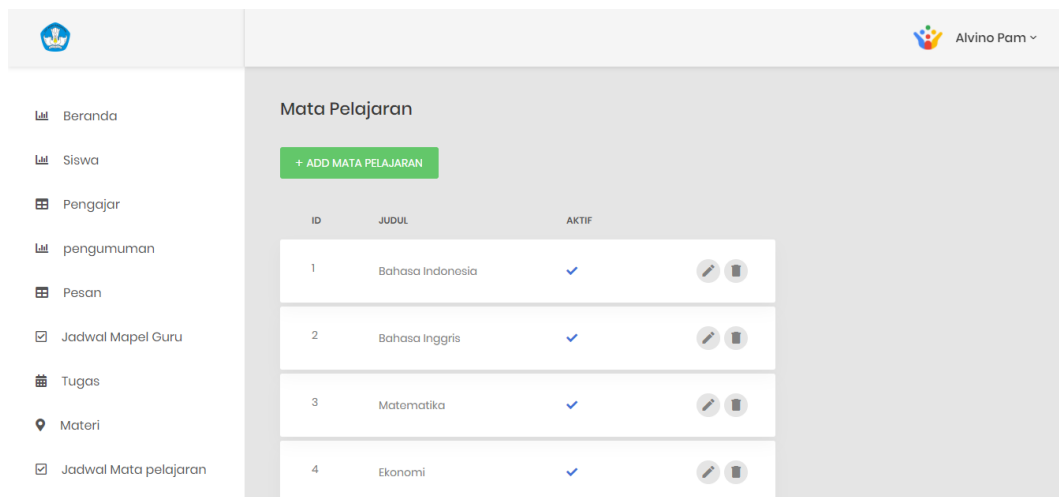 Alvino Pam
Beranda
Siswa
Pengajar
pengumuman
Pesan
Jadwal Mapel Guru
Tugas
Materi
Jadwal Mata pelajaran
Mata Pelajaran
+ ADD MATA PELAJARAN
ID JUDUL AKTIF
1 Bahasa Indonesia
2 Bahasa Inggris
3 Matematika
4 Ekonomi